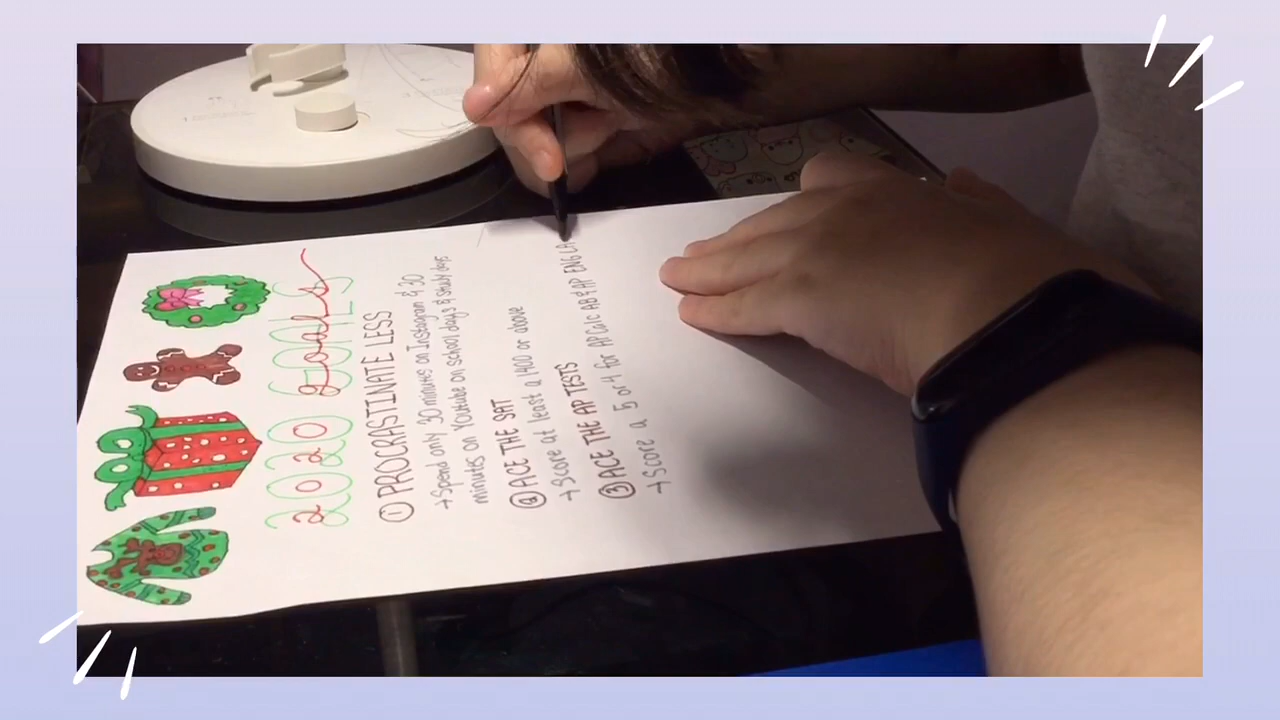 2020 Goals
GOALS
① PROCRASTINATE LESS
→ Spend only 30 minutes on Instagram & 30
minutes on Youtube on school days & study days
② ACE THE SAT
→ Score at least a 1400 or above
③ ACE THE AP TESTS
→ Score a 5 or 4 for AP Calc AB & AP ENG LA